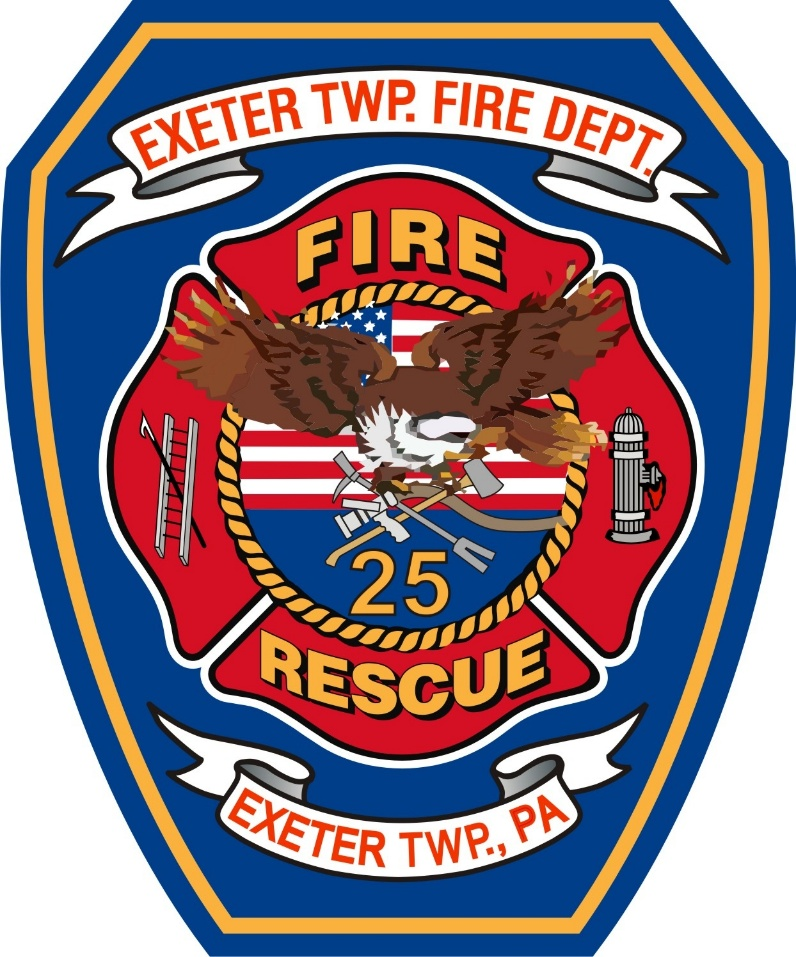 EXETER TWP. FIRE DEPT.
FIRE
25
RESCUE
EXETER TWP., PA